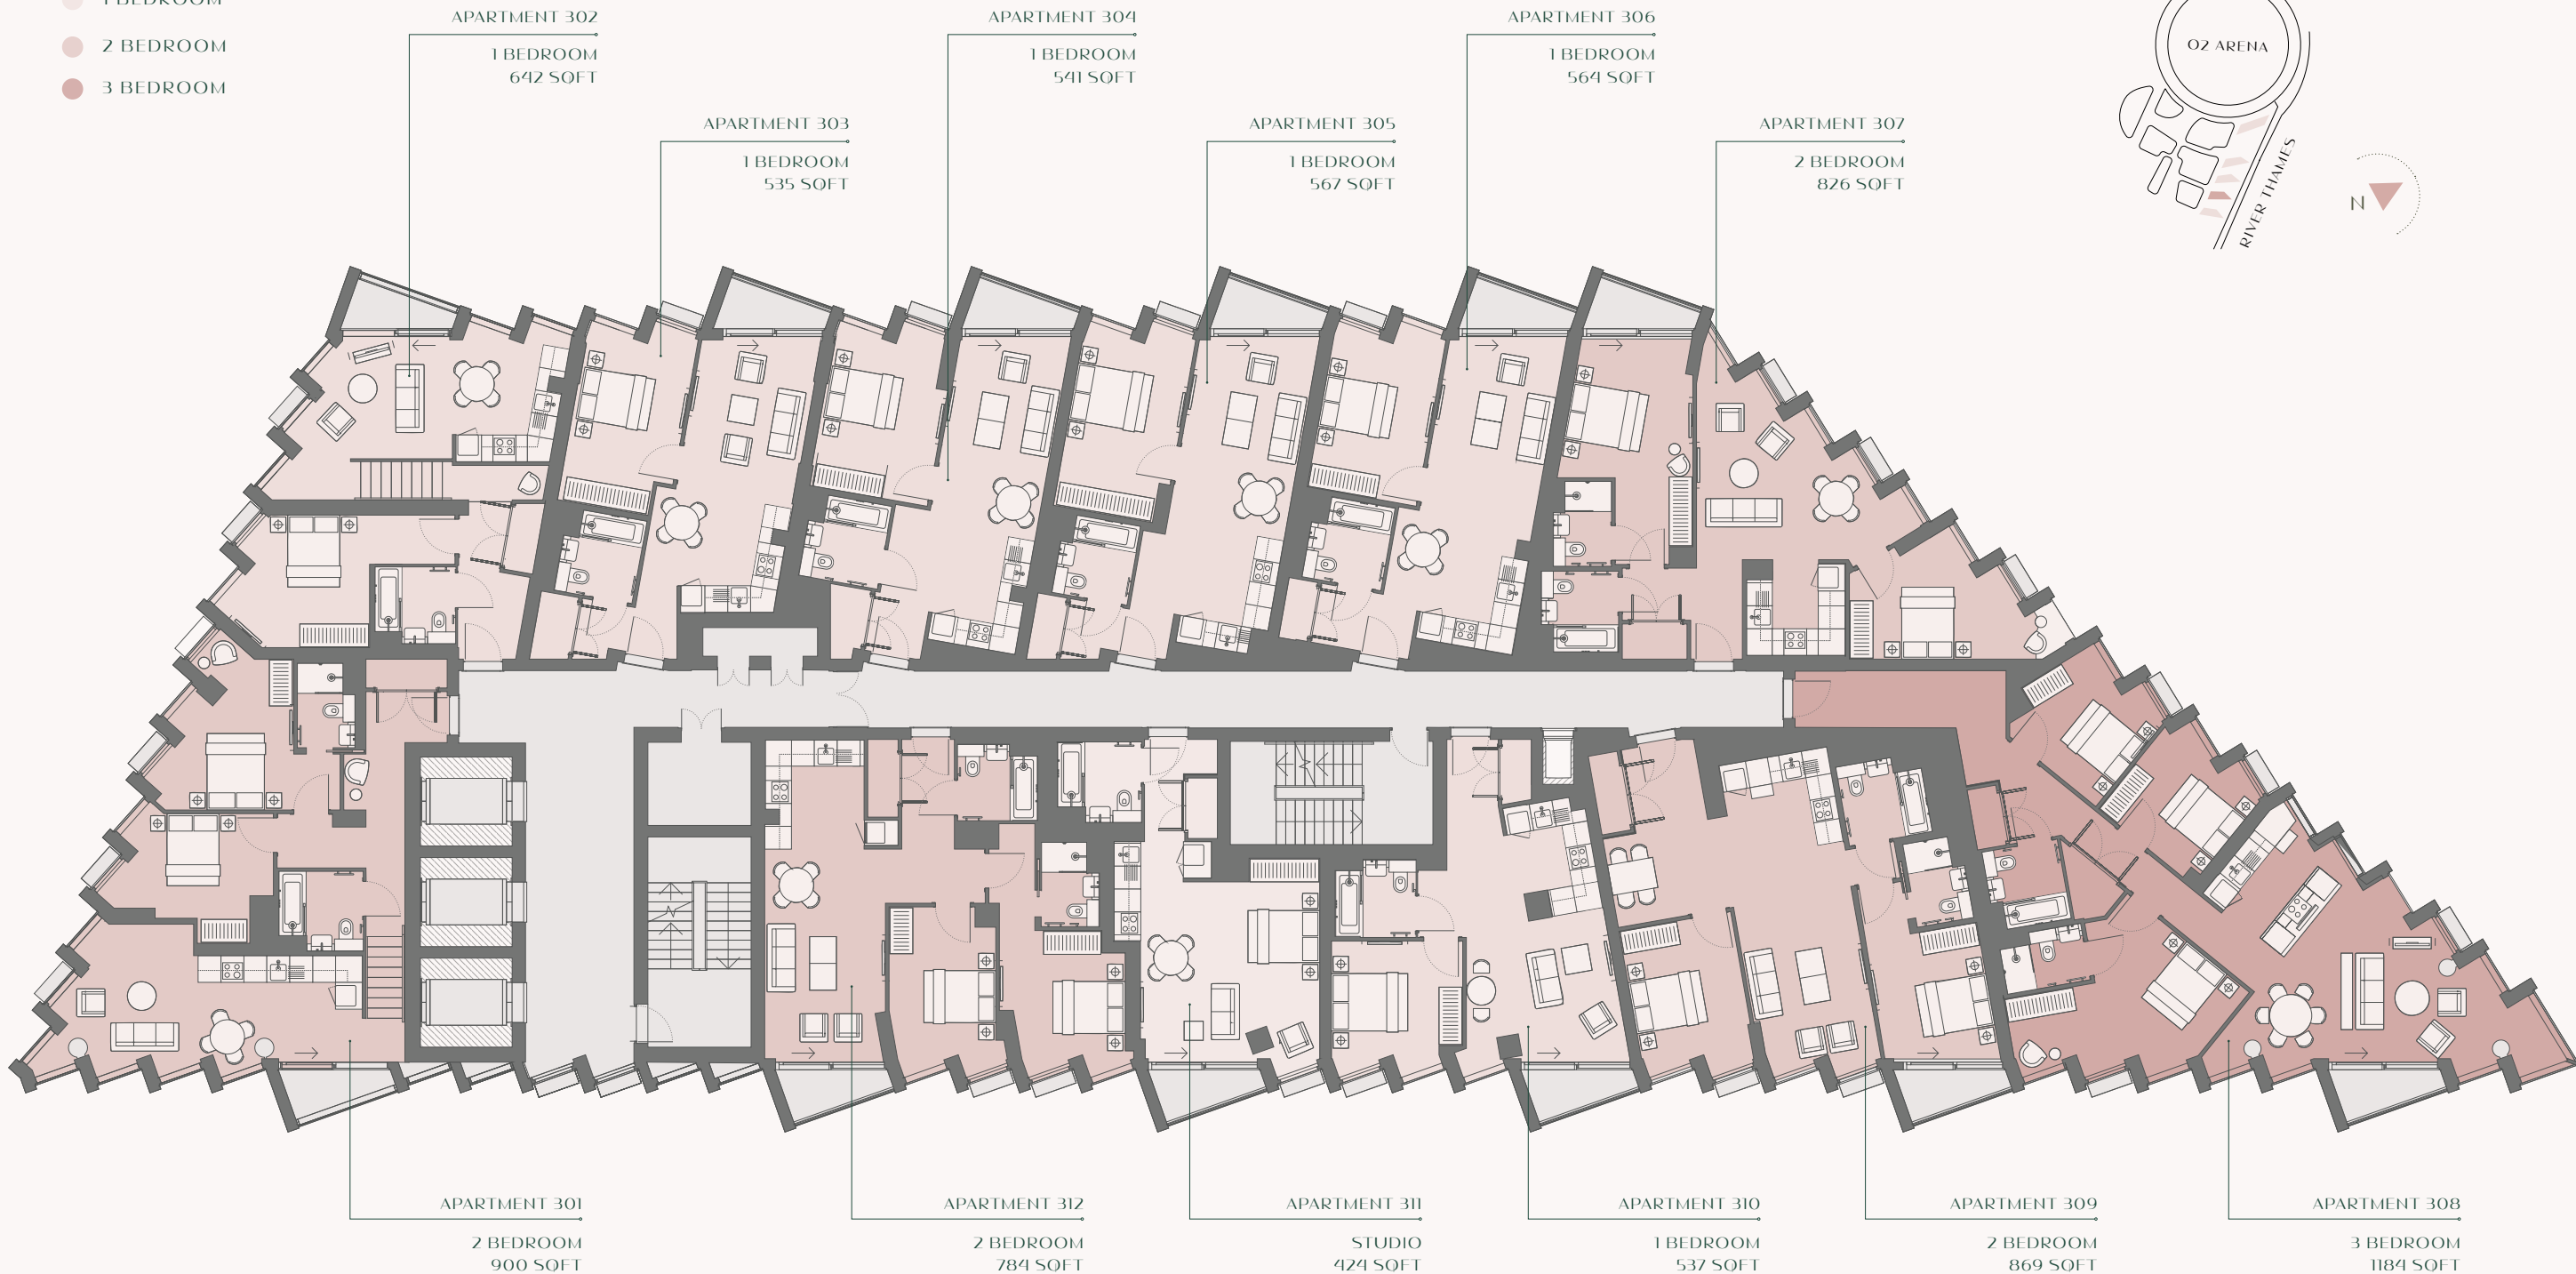 1 BEDROOM
2 BEDROOM
3 BEDROOM
APARTMENT 302
1 BEDROOM
642 SQFT
APARTMENT 303
1 BEDROOM
535 SQFT
APARTMENT 304
1 BEDROOM
541 SQFT
APARTMENT 305
1 BEDROOM
567 SQFT
APARTMENT 306
1 BEDROOM
564 SQFT
APARTMENT 307
2 BEDROOM
826 SQFT
O2 ARENA
RIVER THAMES
N
APARTMENT 301
2 BEDROOM
900 SQFT
APARTMENT 312
2 BEDROOM
784 SQFT
APARTMENT 311
STUDIO
424 SQFT
APARTMENT 310
1 BEDROOM
537 SQFT
APARTMENT 309
2 BEDROOM
869 SQFT
APARTMENT 308
3 BEDROOM
1184 SQFT